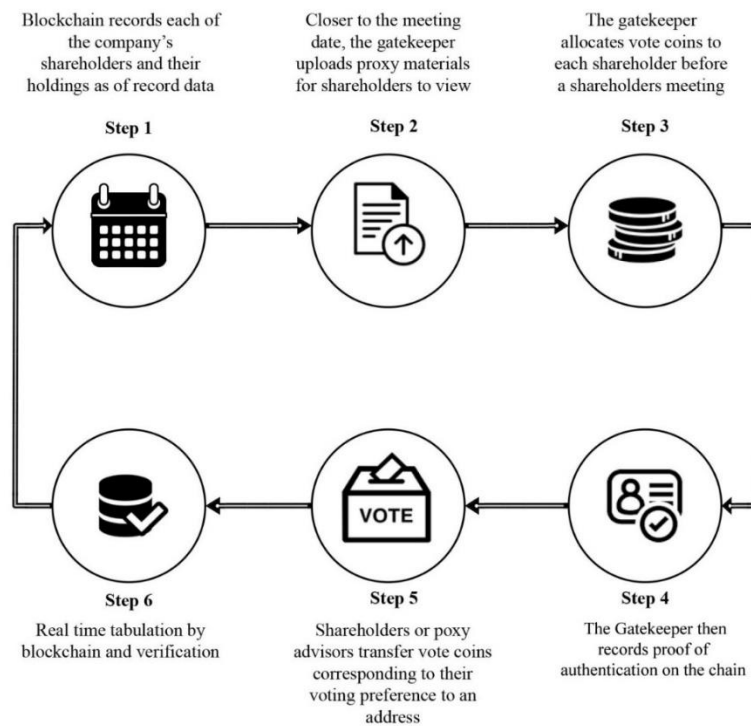 Blockchain records each of
the company's
shareholders and their
holdings as of record data
Step 1
Closer to the meeting
date, the gatekeeper
uploads proxy materials
for shareholders to view
Step 2
The gatekeeper
allocates vote coins to
each shareholder before
a shareholders meeting
Step 3
Step 4
The Gatekeeper then
records proof of
authentication on the chain
VOTE
Step 5
Shareholders or poxy
advisors transfer vote coins
corresponding to their
voting preference to an
address
Step 6
Real time tabulation by
blockchain and verification